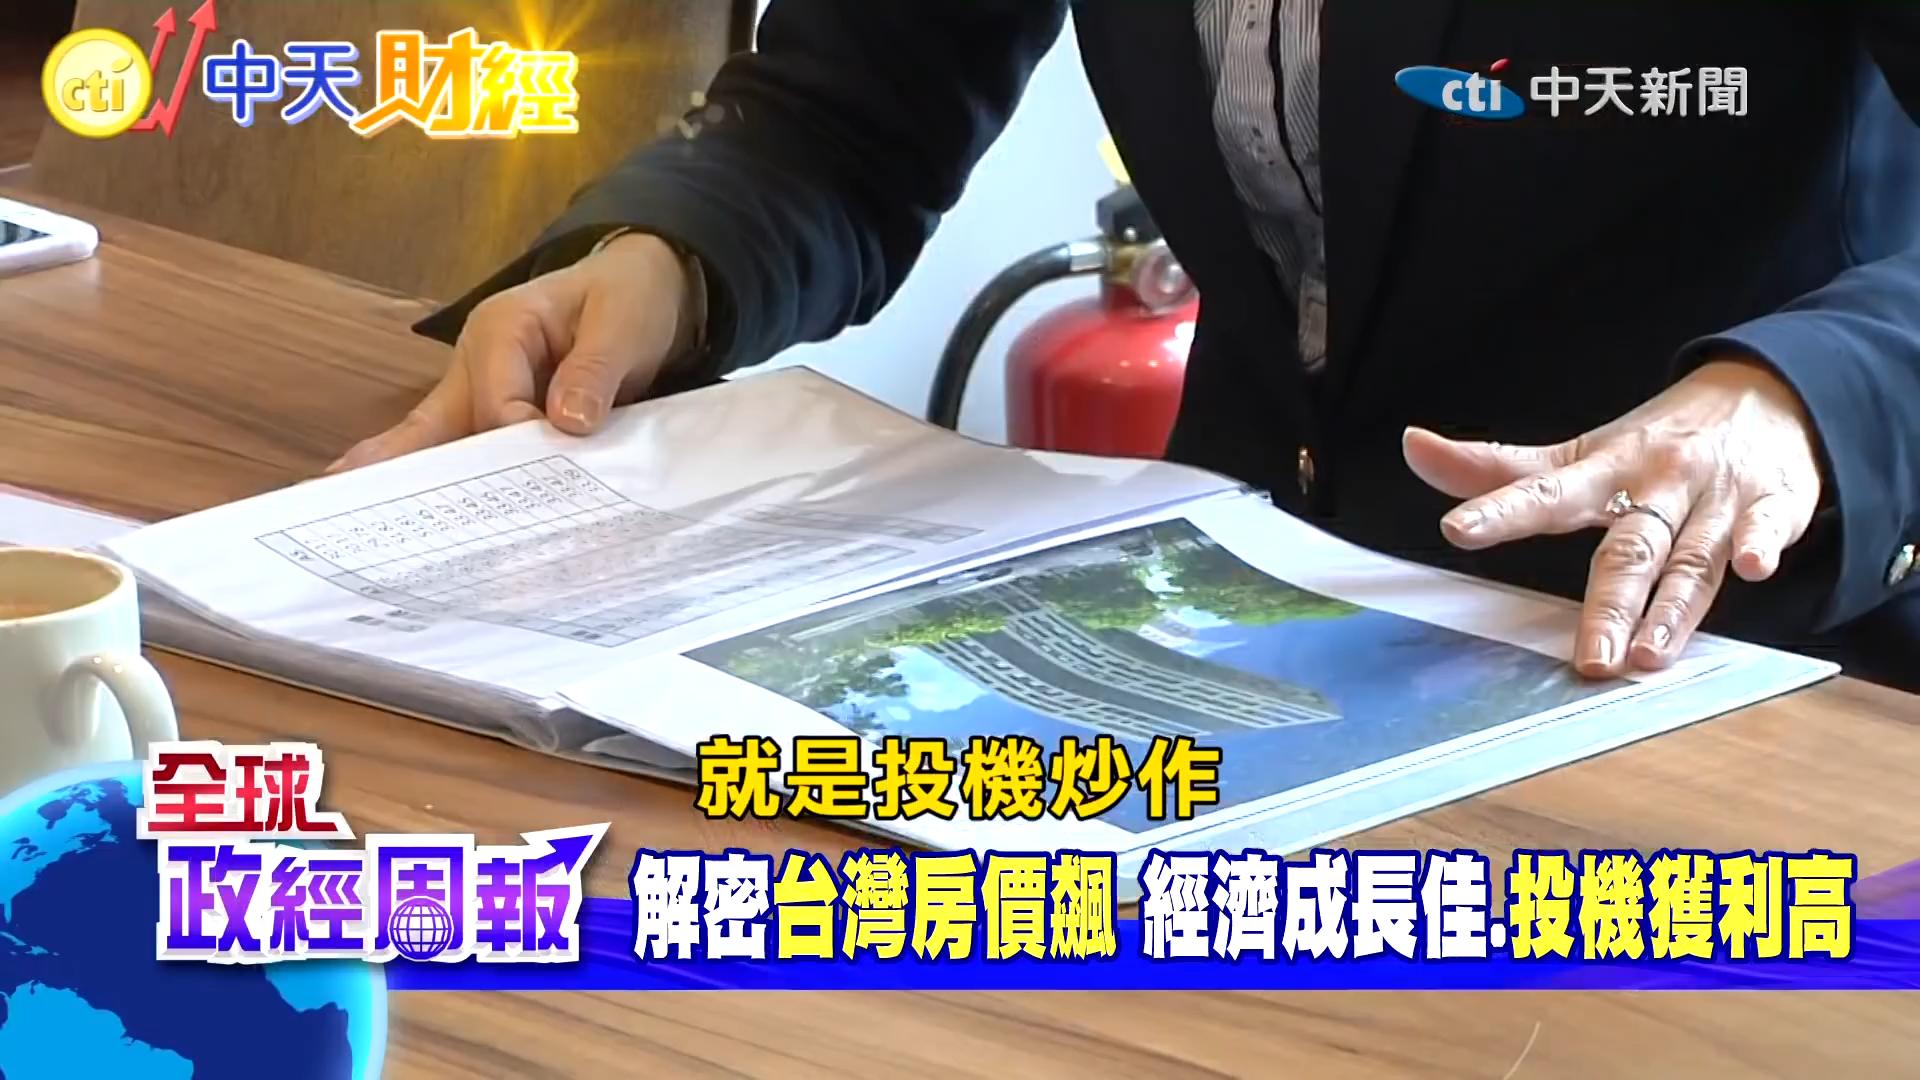 cti 中天財經
cti 中天新聞
就是投機炒作
全球
政經周報
解密台灣房價飆 經濟成長佳.投機獲利高